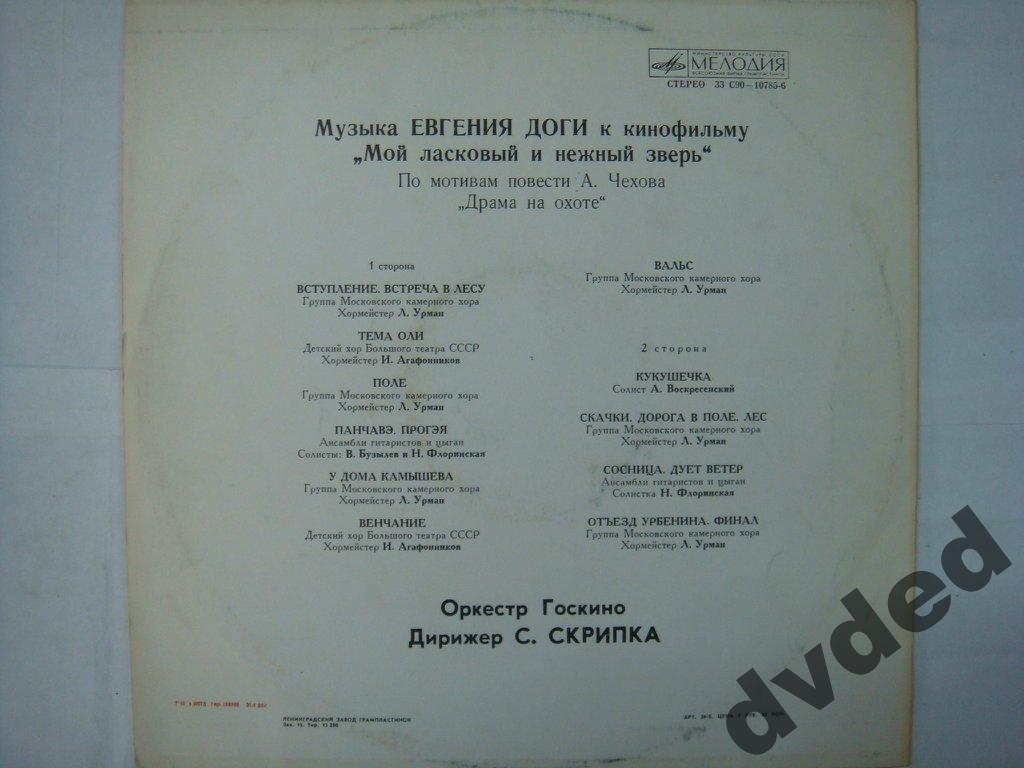 МИНИСТЕРСТВО КУЛЬТУРЫ СССР
МЕЛОДИЯ
ВСЕСОЮЗНАЯ ФИРМА ГРАМПЛАСТИНОК
СТЕРЕО 33 С90—10785-6
Музыка ЕВГЕНИЯ ДОГИ к кинофильму
„Мой ласковый и нежный зверь“
По мотивам повести А. Чехова
„Драма на охоте“
1 сторона
ВСТУПЛЕНИЕ. ВСТРЕЧА В ЛЕСУ
Группа Московского камерного хора
Хормейстер Л. Урман
ТЕМА ОЛИ
Детский хор Большого театра СССР
Хормейстер И. Агафонников
ПОЛЕ
Группа Московского камерного хора
Хормейстер Л. Урман
ПАНЧАВЭ. ПРОГЭЯ
Ансамбли гитаристов и цыган
Солисты: В. Бузылев и Н. Флоринская
У ДОМА КАМЫШЕВА
Группа Московского камерного хора
Хормейстер Л. Урман
ВЕНЧАНИЕ
Детский хор Большого театра СССР
Хормейстер И. Агафонников
ВАЛЬС
Группа Московского камерного хора
Хормейстер Л. Урман
2 сторона
КУКУШЕЧКА
Солист А. Воскресенский
СКАЧКИ. ДОРОГА В ПОЛЕ. ЛЕС
Группа Московского камерного хора
Хормейстер Л. Урман
СОСНИЦА. ДУЕТ ВЕТЕР
Ансамбли гитаристов и цыган
Солистка Н. Флоринская
ОТЪЕЗД УРБЕНИНА. ФИНАЛ
Группа Московского камерного хора
Хормейстер Л. Урман
Оркестр Госкино
Дирижер С. СКРИПКА
ЛЕНИНГРАДСКИЙ ЗАВОД ГРАМПЛАСТИНОК
dvded